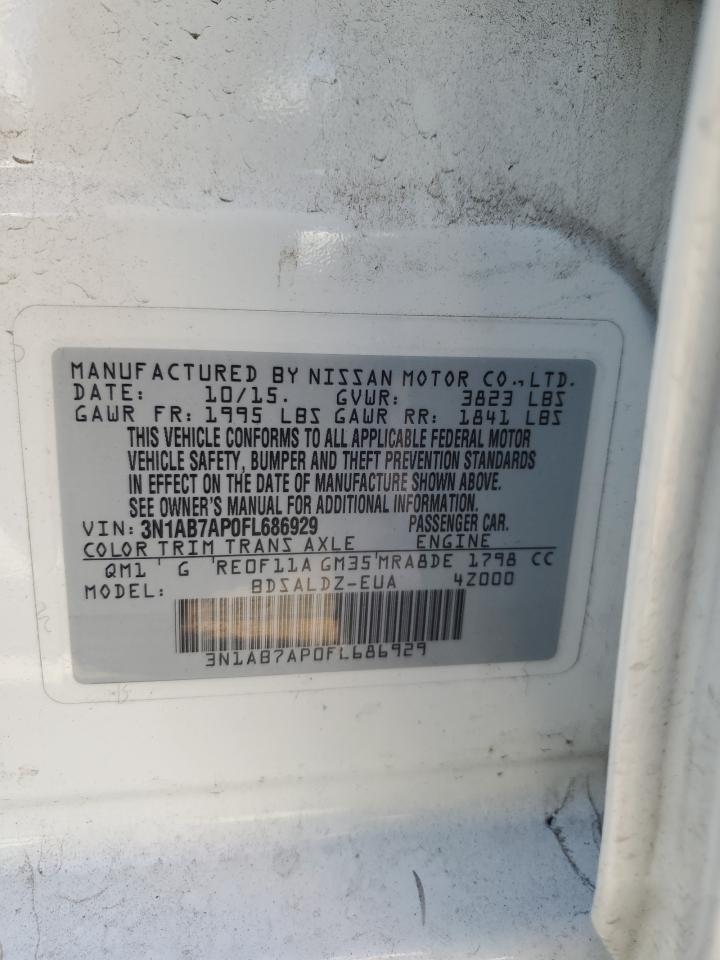 MANUFACTURED BY NISSAN MOTOR CO., LTD.
DATE: 10/15. GVWR: 3823 LBS
GAWR FR: 1995 LBS GAWR RR: 1841 LBS
THIS VEHICLE CONFORMS TO ALL APPLICABLE FEDERAL MOTOR
VEHICLE SAFETY, BUMPER AND THEFT PREVENTION STANDARDS
IN EFFECT ON THE DATE OF MANUFACTURE SHOWN ABOVE.
SEE OWNER'S MANUAL FOR ADDITIONAL INFORMATION.
VIN: 3N1AB7AP0FL686929 PASSENGER CAR.
COLOR TRIM TRANS AXLE ENGINE
QM1 G RE0F11A GM35 MRA8DE 1798 CC
MODEL: BDSALDZ-EUA 4Z000
3N1AB7AP0FL686929